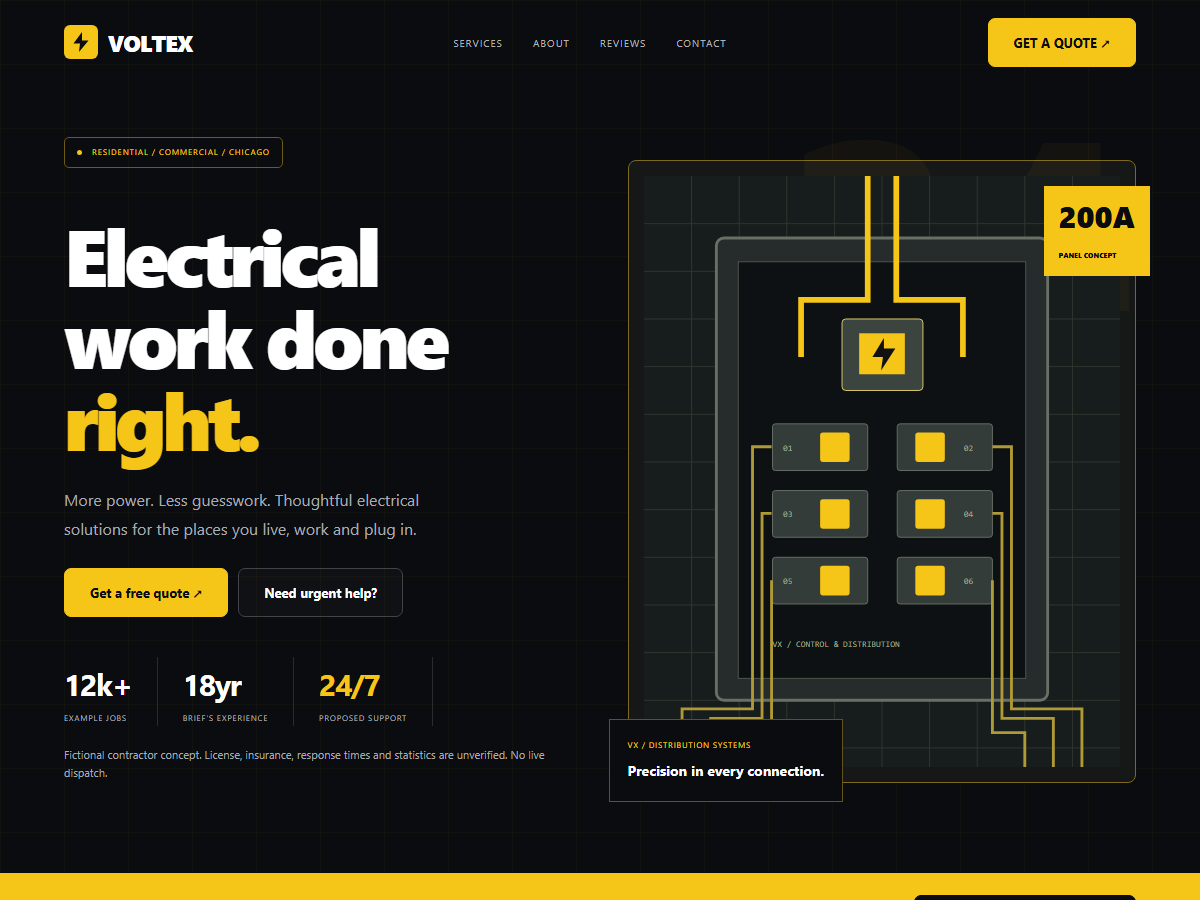 VOLTEX
SERVICES
ABOUT
REVIEWS
CONTACT
GET A QUOTE ↗
RESIDENTIAL / COMMERCIAL / CHICAGO
Electrical
work done
right.
More power. Less guesswork. Thoughtful electrical
solutions for the places you live, work and plug in.
Get a free quote ↗
Need urgent help?
12k+
EXAMPLE JOBS
18yr
BRIEF'S EXPERIENCE
24/7
PROPOSED SUPPORT
Fictional contractor concept. License, insurance, response times and statistics are unverified. No live
dispatch.
200A
PANEL CONCEPT
01
02
03
04
05
06
VX / CONTROL & DISTRIBUTION
VX / DISTRIBUTION SYSTEMS
Precision in every connection.